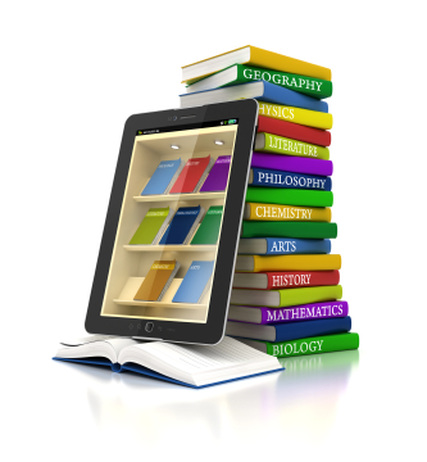 GEOGRAPHY
PHYSICS
LITERATURE
PHILOSOPHY
CHEMISTRY
ARTS
HISTORY
MATHEMATICS
BIOLOGY